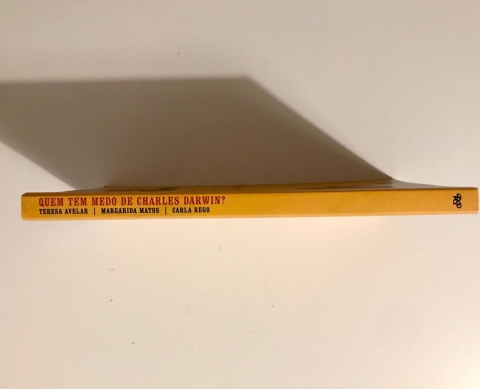 QUEM TEM MEDO DE CHARLES DARWIN?
TERESA AVELAR | MARGARIDA MATOS | CARLA REGO